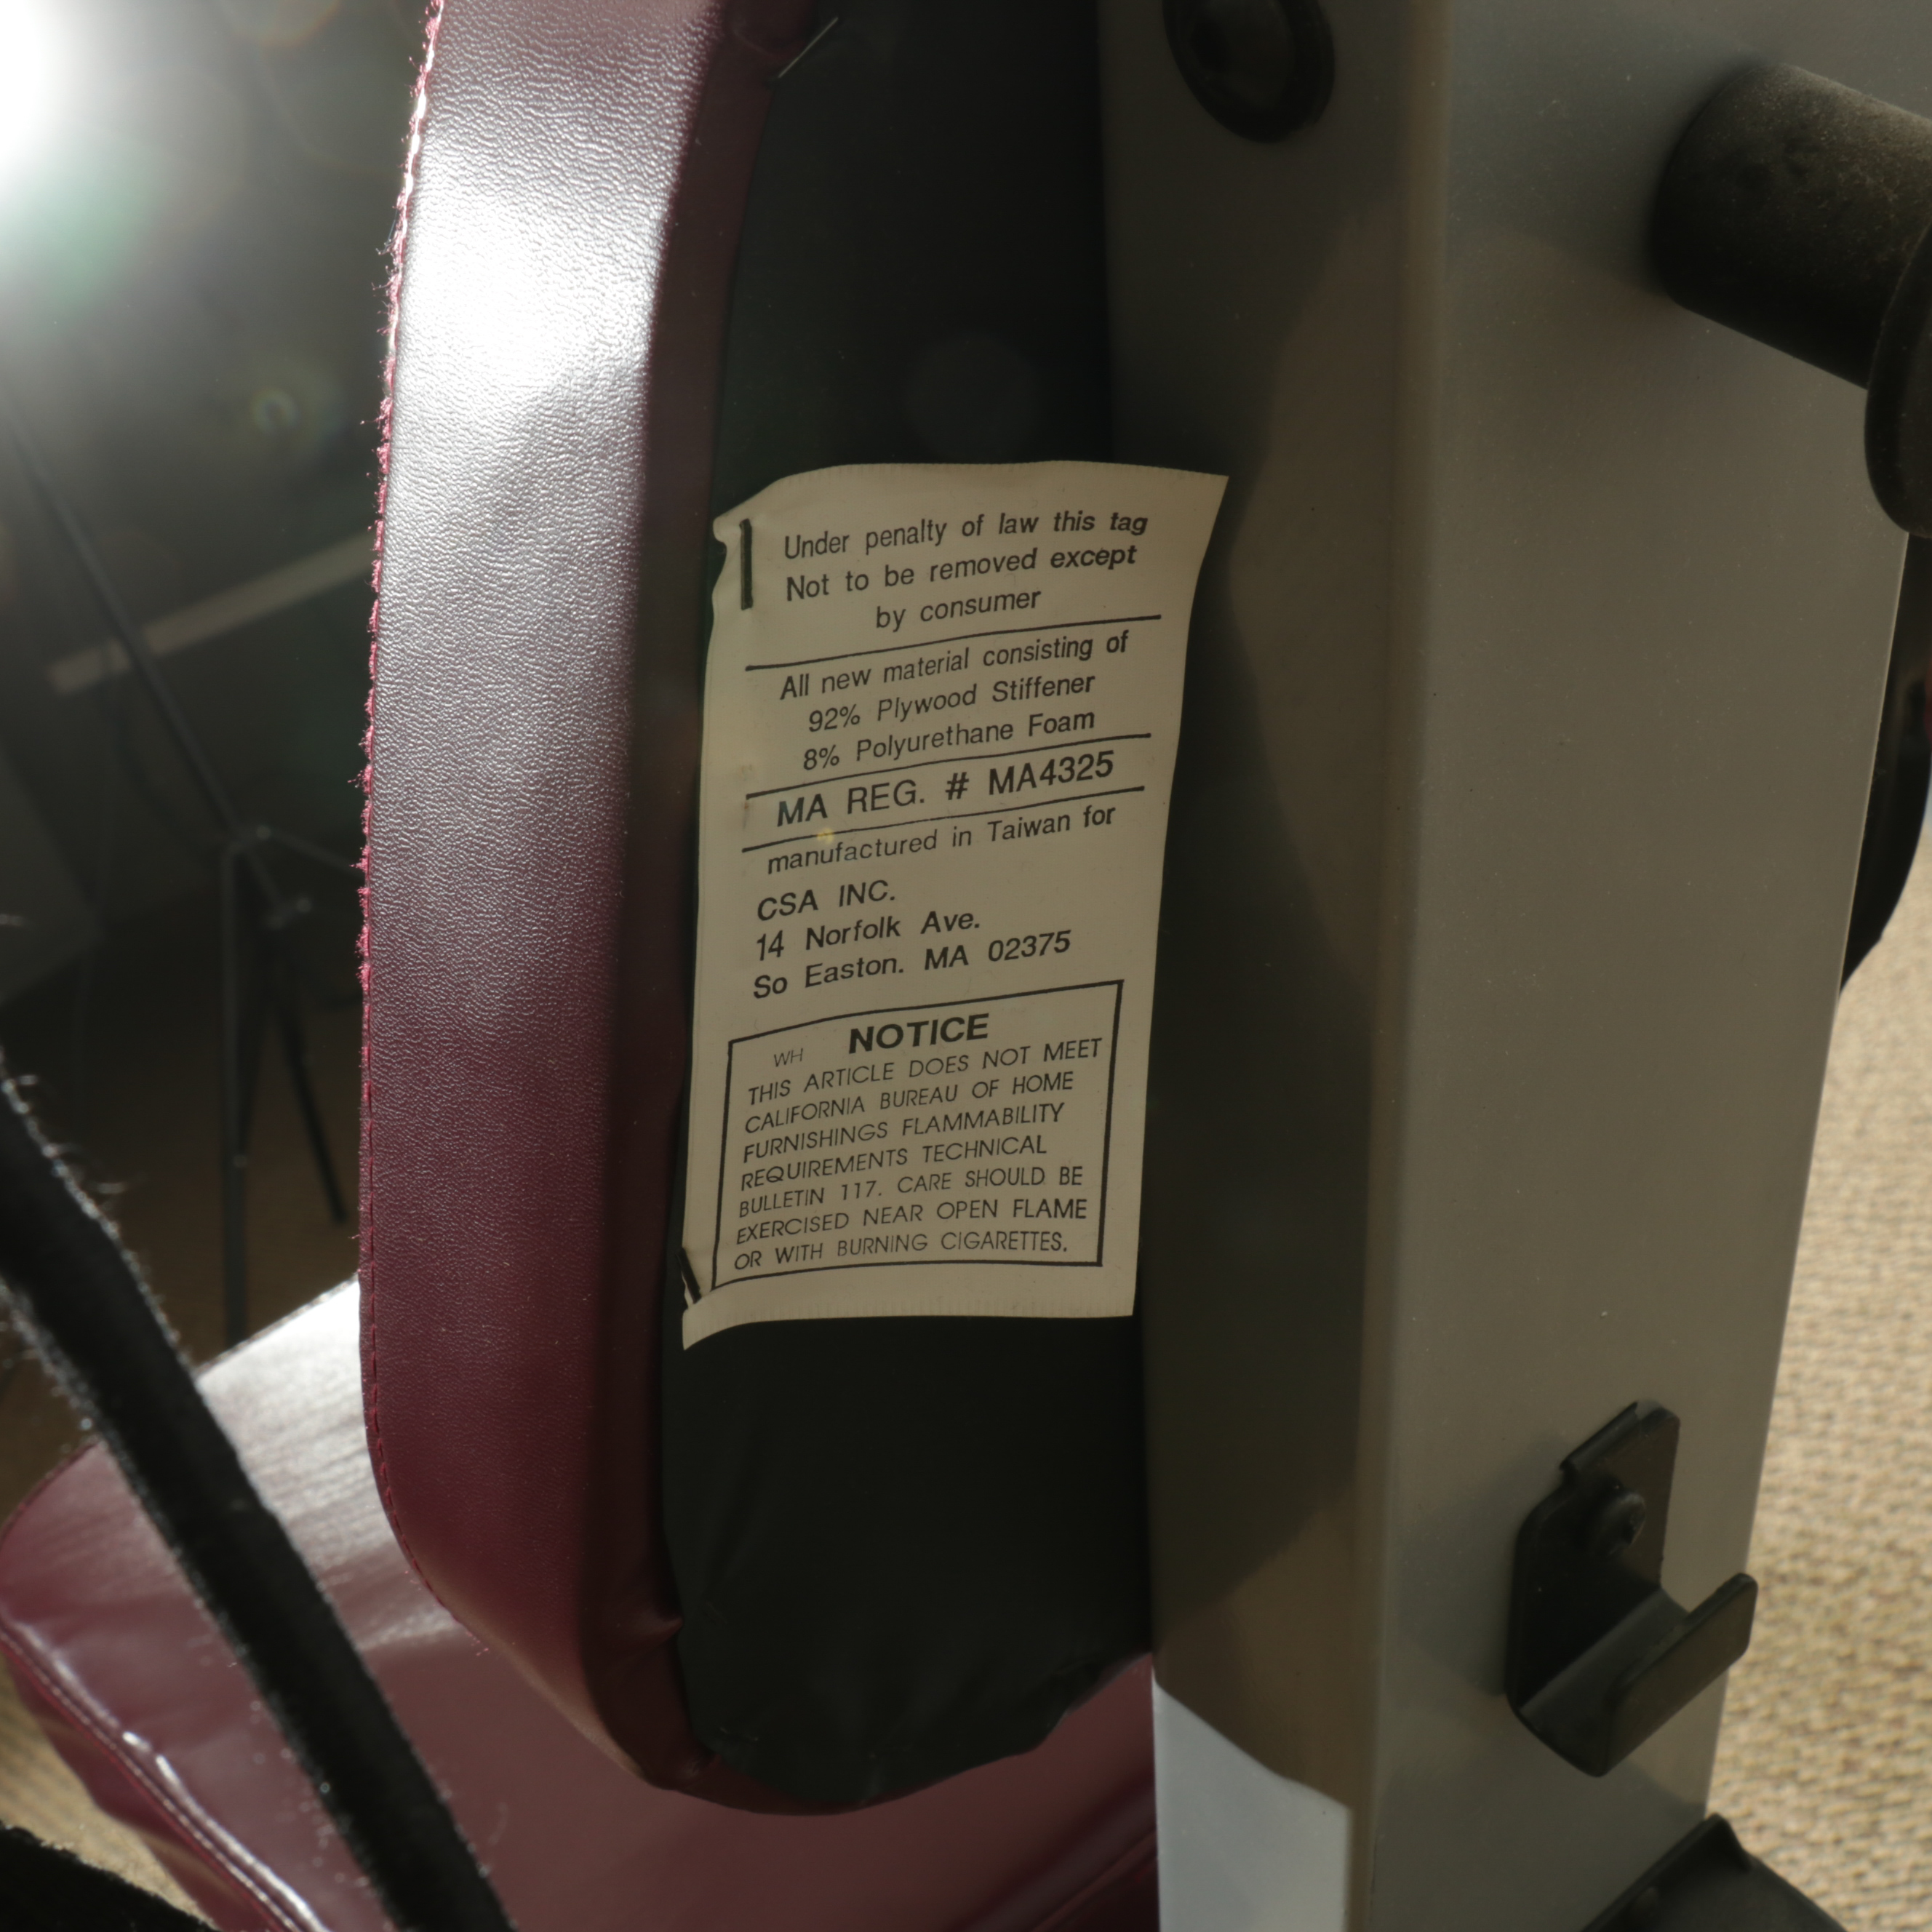 Under penalty of law this tag
Not to be removed except
by consumer
All new material consisting of
92% Plywood Stiffener
8% Polyurethane Foam
MA REG. # MA4325
manufactured in Taiwan for
CSA INC.
14 Norfolk Ave.
So Easton. MA 02375
WH NOTICE
THIS ARTICLE DOES NOT MEET
CALIFORNIA BUREAU OF HOME
FURNISHINGS FLAMMABILITY
REQUIREMENTS TECHNICAL
BULLETIN 117. CARE SHOULD BE
EXERCISED NEAR OPEN FLAME
OR WITH BURNING CIGARETTES.